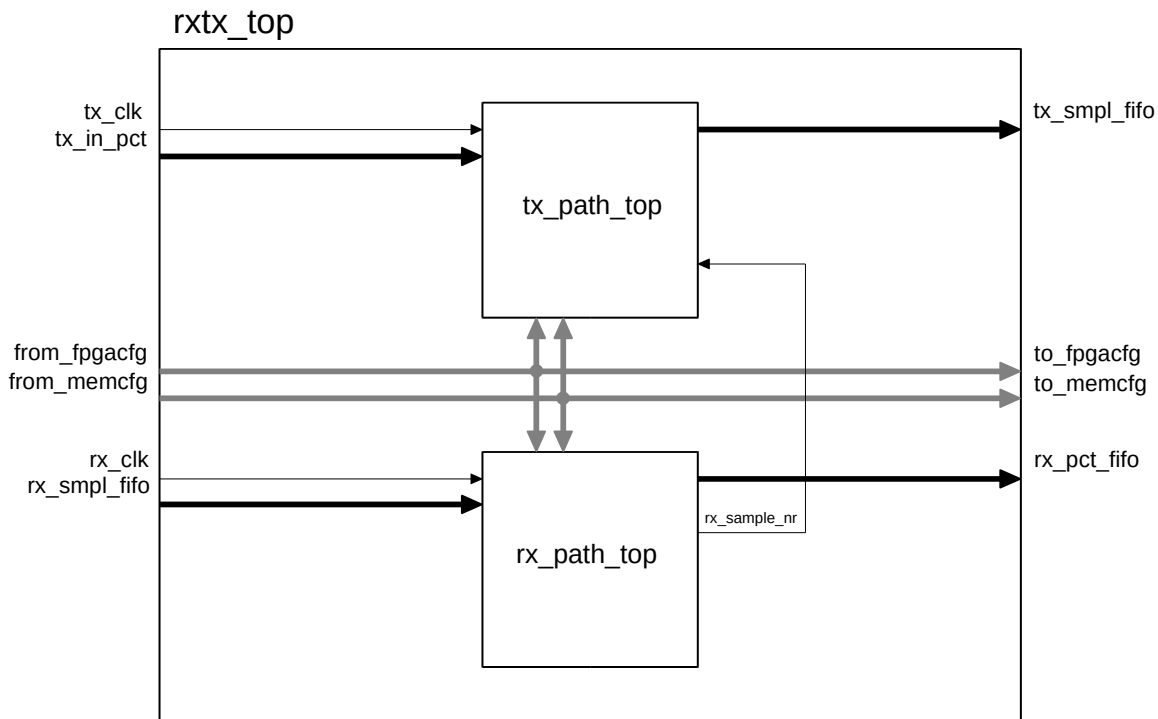 rxtx_top
tx_clk
tx_in_pct
tx_smpl_fifo
tx_path_top
from_fpgacfg
from_memcfg
to_fpgacfg
to_memcfg
rx_clk
rx_smpl_fifo
rx_pct_fifo
rx_sample_nr
rx_path_top